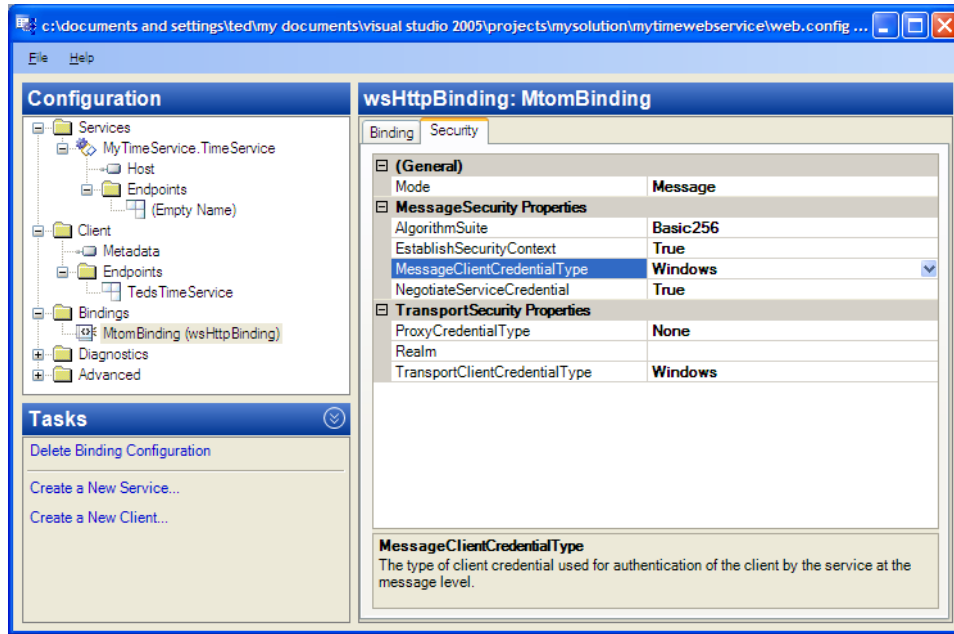 c:\documents and settings\ted\my documents\visual studio 2005\projects\mysolution\mytimewebservice\web.config ...
File Help
Configuration
Services
MyTimeService.TimeService
Host
Endpoints
(Empty Name)
Client
Metadata
Endpoints
TedsTimeService
Bindings
MtomBinding (wsHttpBinding)
Diagnostics
Advanced
Tasks
Delete Binding Configuration
Create a New Service...
Create a New Client...
wsHttpBinding: MtomBinding
Binding Security
(General)
Mode Message
MessageSecurity Properties
AlgorithmSuite Basic256
EstablishSecurityContext True
MessageClientCredentialType Windows
NegotiateServiceCredential True
TransportSecurity Properties
ProxyCredentialType None
Realm
TransportClientCredentialType Windows
MessageClientCredentialType
The type of client credential used for authentication of the client by the service at the
message level.